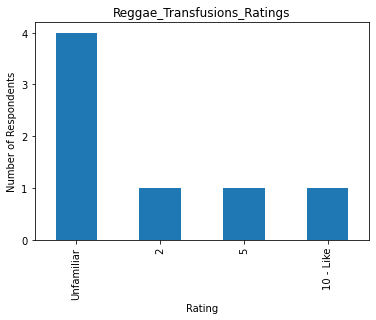 Reggae_Transfusions_Ratings
Number of Respondents
4
3
2
1
0
Unfamiliar
2
5
10 - Like
Rating